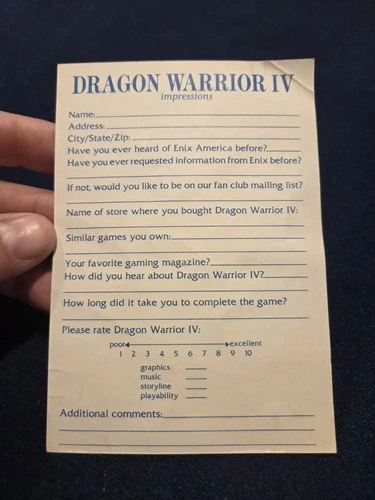 DRAGON WARRIOR IV
impressions
Name:
Address:
City/State/Zip:
Have you ever heard of Enix America before?
Have you ever requested information from Enix before?
If not, would you like to be on our fan club mailing list?
Name of store where you bought Dragon Warrior IV:
Similar games you own:
Your favorite gaming magazine?
How did you hear about Dragon Warrior IV?
How long did it take you to complete the game?
Please rate Dragon Warrior IV:
poor excellent
1 2 3 4 5 6 7 8 9 10
graphics
music
storyline
playability
Additional comments: